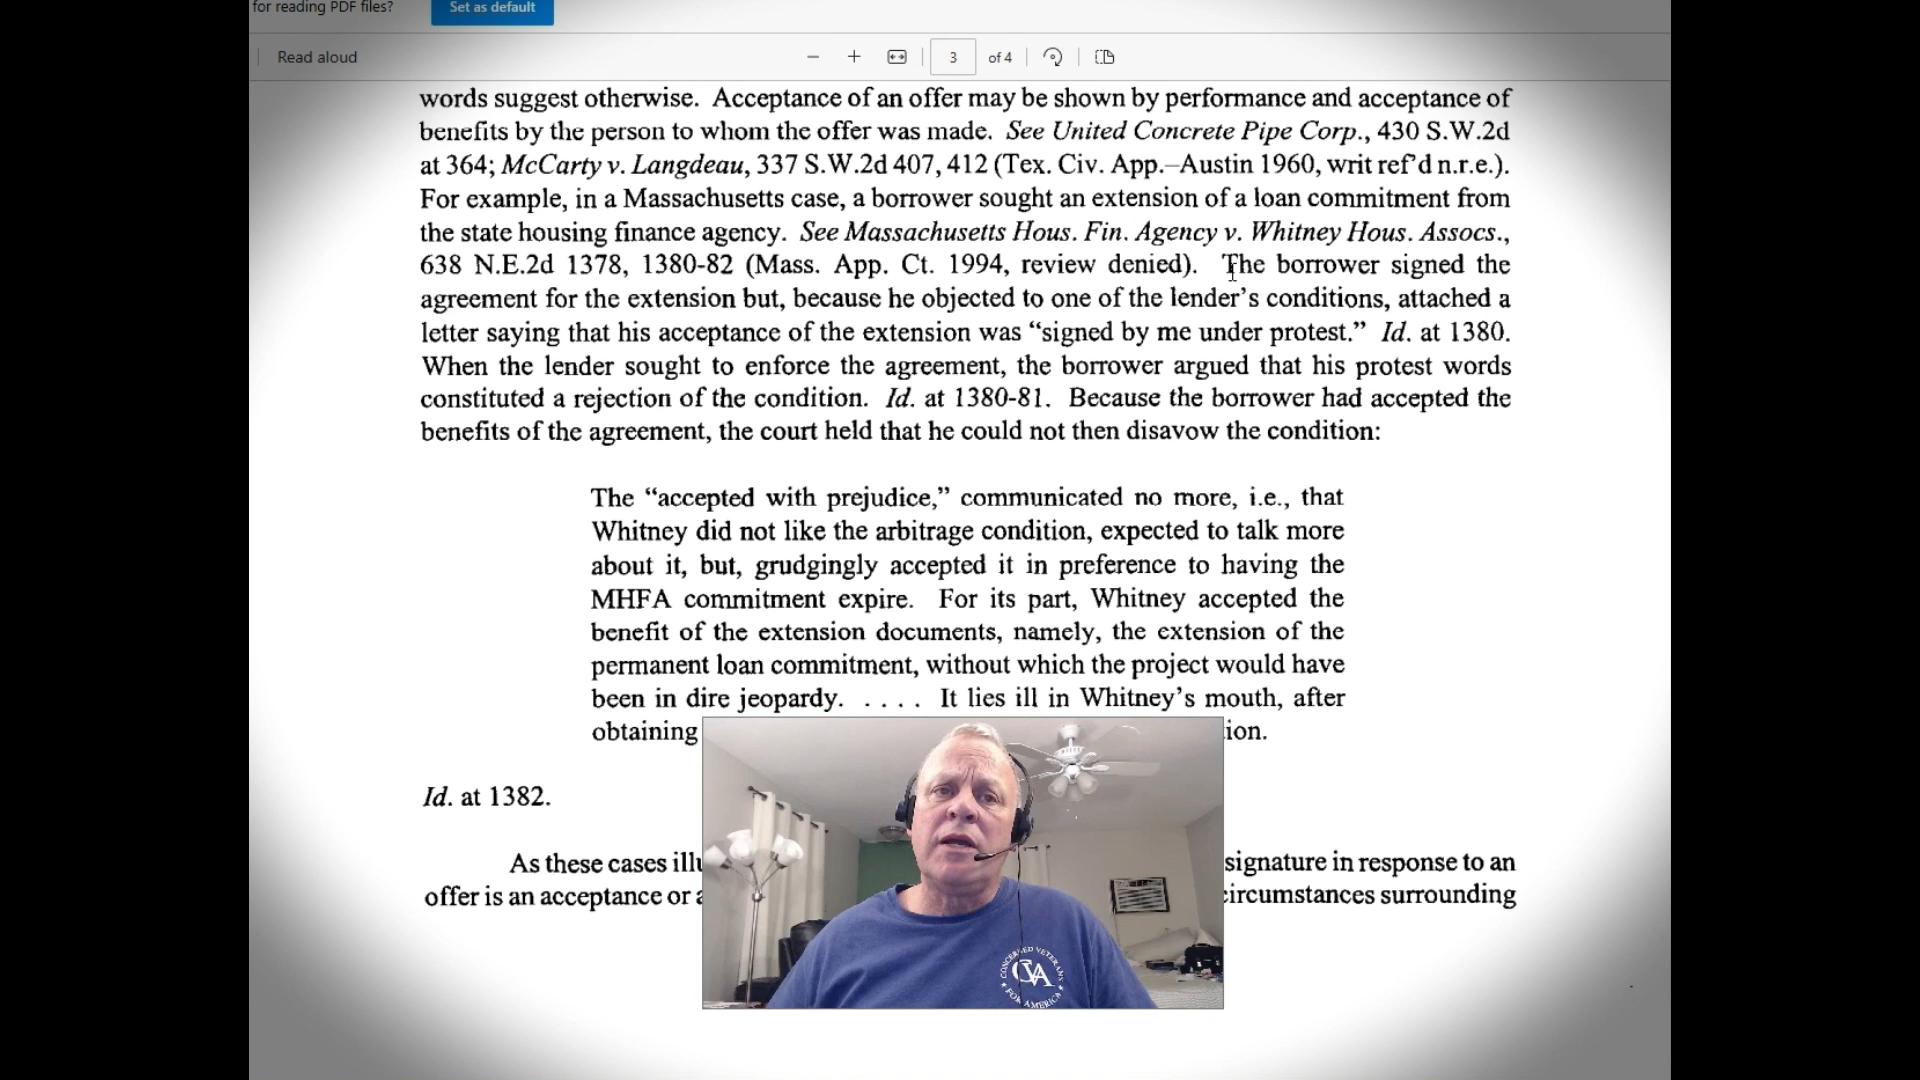 for reading PDF files?
Set as default
Read aloud
3 of 4
words suggest otherwise. Acceptance of an offer may be shown by performance and acceptance of
benefits by the person to whom the offer was made. See United Concrete Pipe Corp., 430 S.W.2d
at 364; McCarty v. Langdeau, 337 S.W.2d 407, 412 (Tex. Civ. App.–Austin 1960, writ ref'd n.r.e.).
For example, in a Massachusetts case, a borrower sought an extension of a loan commitment from
the state housing finance agency. See Massachusetts Hous. Fin. Agency v. Whitney Hous. Assocs.,
638 N.E.2d 1378, 1380-82 (Mass. App. Ct. 1994, review denied). The borrower signed the
agreement for the extension but, because he objected to one of the lender's conditions, attached a
letter saying that his acceptance of the extension was “signed by me under protest.” Id. at 1380.
When the lender sought to enforce the agreement, the borrower argued that his protest words
constituted a rejection of the condition. Id. at 1380-81. Because the borrower had accepted the
benefits of the agreement, the court held that he could not then disavow the condition:
The “accepted with prejudice,” communicated no more, i.e., that
Whitney did not like the arbitrage condition, expected to talk more
about it, but, grudgingly accepted it in preference to having the
MHFA commitment expire. For its part, Whitney accepted the
benefit of the extension documents, namely, the extension of the
permanent loan commitment, without which the project would have
been in dire jeopardy. . . . . It lies ill in Whitney's mouth, after
obtaining ion.
Id. at 1382.
As these cases illu signature in response to an
offer is an acceptance or a circumstances surrounding
CONCERNED VETERANS
CVA
FOR AMERICA